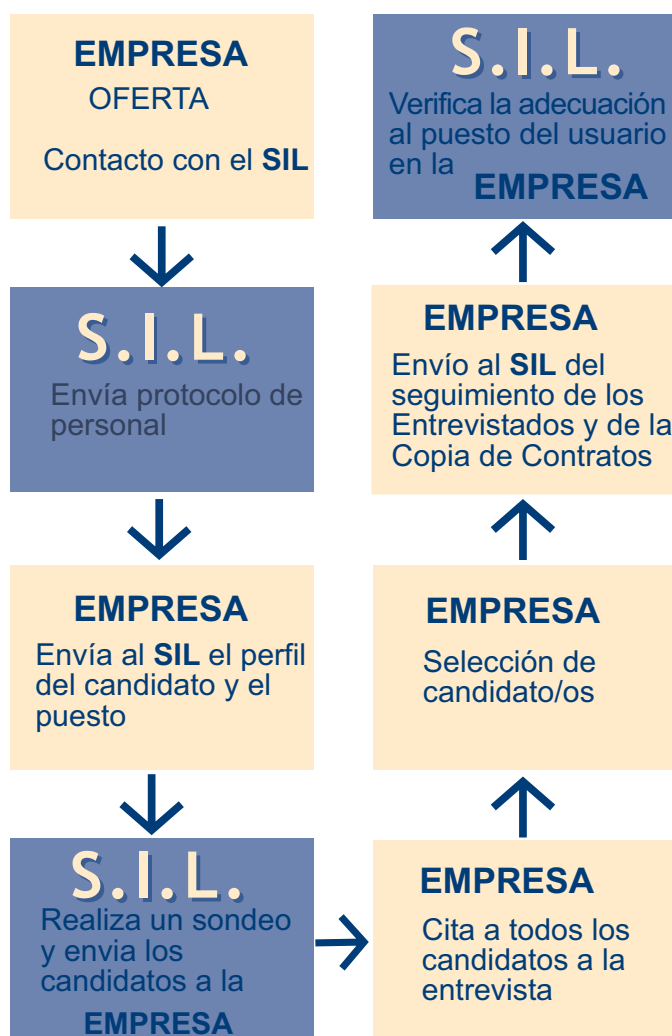 EMPRESA
OFERTA
Contacto con el SIL
S.I.L.
Envía protocolo de
personal
EMPRESA
Envía al SIL el perfil
del candidato y el
puesto
S.I.L.
Realiza un sondeo
y envia los
candidatos a la
EMPRESA
EMPRESA
Cita a todos los
candidatos a la
entrevista
EMPRESA
Selección de
candidato/os
EMPRESA
Envío al SIL del
seguimiento de los
Entrevistados y de la
Copia de Contratos
S.I.L.
Verifica la adecuación
al puesto del usuario
en la
EMPRESA